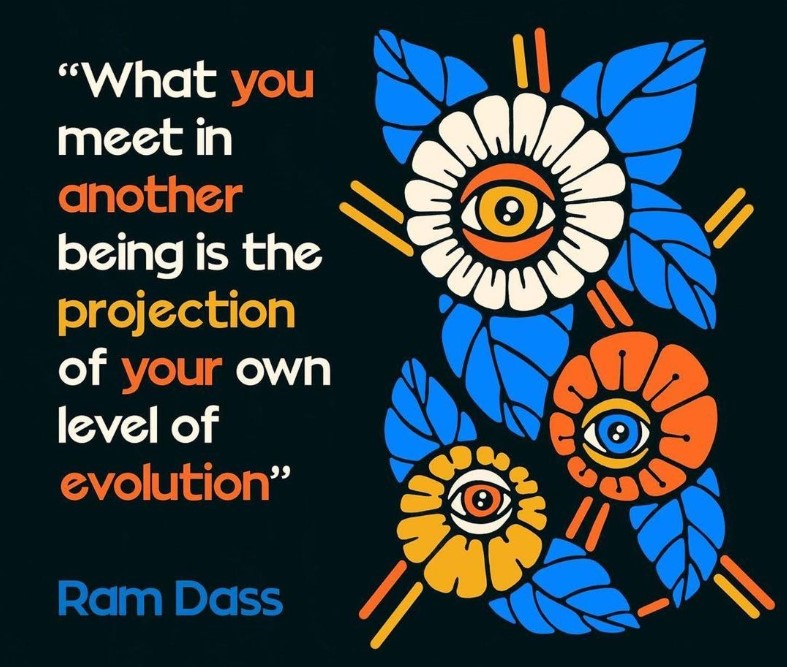 “What you
meet in
another
being is the
projection
of your own
level of
evolution”
Ram Dass